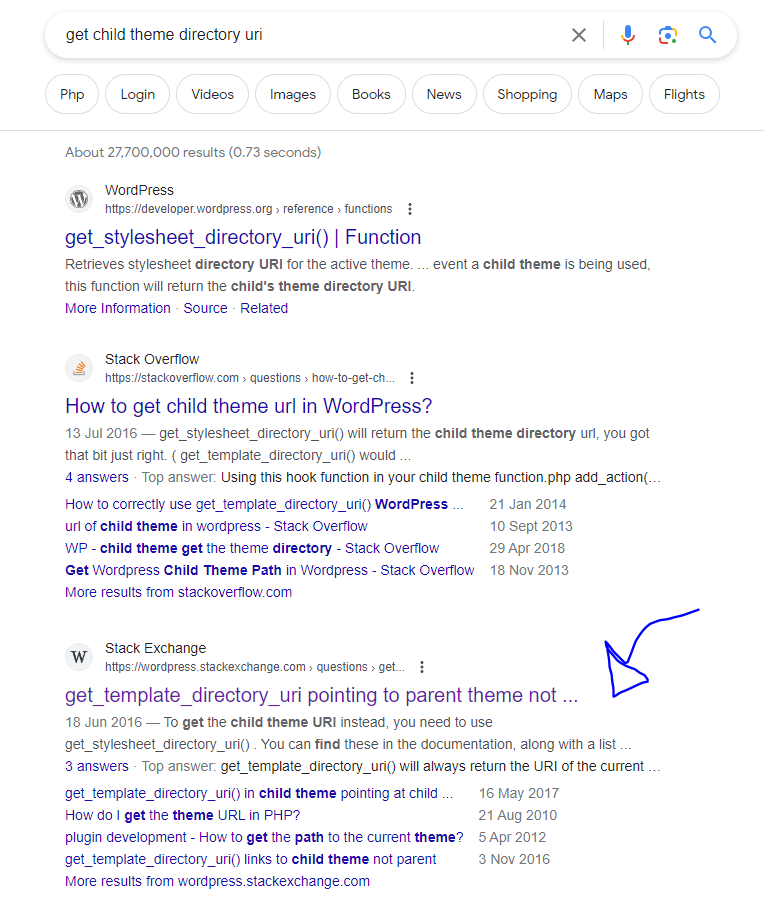 get child theme directory uri
Php Login Videos Images Books News Shopping Maps Flights
About 27,700,000 results (0.73 seconds)
WordPress
https://developer.wordpress.org › reference › functions
get_stylesheet_directory_uri() | Function
Retrieves stylesheet directory URI for the active theme. ... event a child theme is being used,
this function will return the child's theme directory URI.
More Information · Source · Related
Stack Overflow
https://stackoverflow.com › questions › how-to-get-ch...
How to get child theme url in WordPress?
13 Jul 2016 — get_stylesheet_directory_uri() will return the child theme directory url, you got
that bit just right. ( get_template_directory_uri() would ...
4 answers · Top answer: Using this hook function in your child theme function.php add_action(…
How to correctly use get_template_directory_uri() WordPress ... 21 Jan 2014
url of child theme in wordpress - Stack Overflow 10 Sept 2013
WP - child theme get the theme directory - Stack Overflow 29 Apr 2018
Get Wordpress Child Theme Path in Wordpress - Stack Overflow 18 Nov 2013
More results from stackoverflow.com
W
Stack Exchange
https://wordpress.stackexchange.com › questions › get...
get_template_directory_uri pointing to parent theme not ...
18 Jun 2016 — To get the child theme URI instead, you need to use
get_stylesheet_directory_uri() . You can find these in the documentation, along with a list ...
3 answers · Top answer: get_template_directory_uri() will always return the URI of the current …
get_template_directory_uri() in child theme pointing at child ... 16 May 2017
How do I get the theme URL in PHP? 21 Aug 2010
plugin development - How to get the path to the current theme? 5 Apr 2012
get_template_directory_uri() links to child theme not parent 3 Nov 2016
More results from wordpress.stackexchange.com